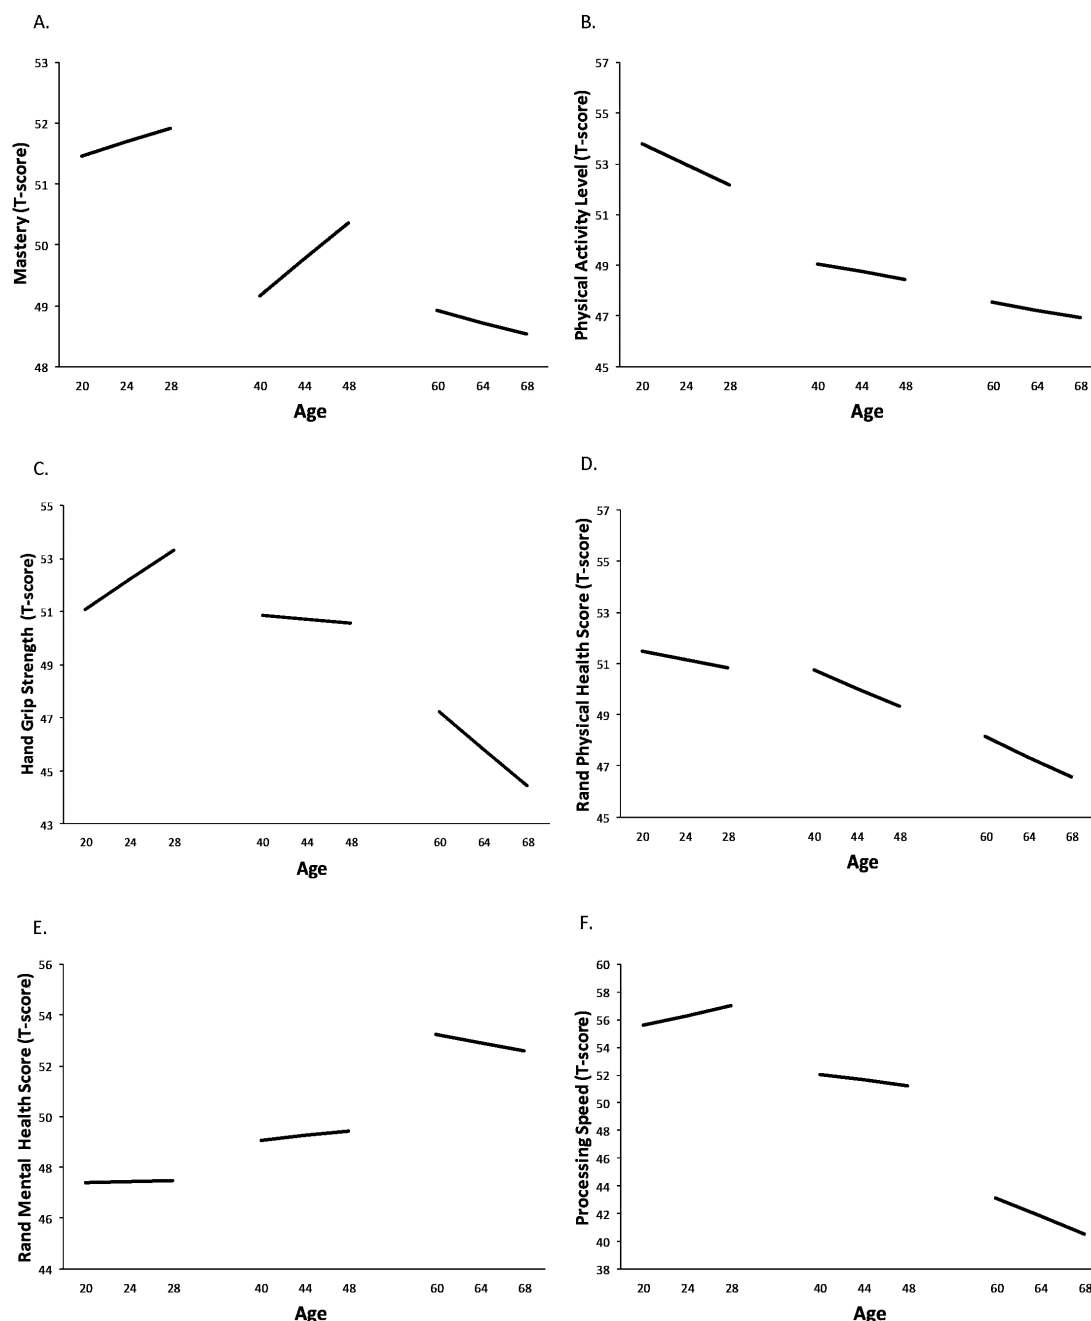 A.
Mastery (T-score)
53
52
51
50
49
48
20 24 28 40 44 48 60 64 68
Age
B.
Physical Activity Level (T-score)
57
55
53
51
49
47
45
20 24 28 40 44 48 60 64 68
Age
C.
Hand Grip Strength (T-score)
55
53
51
49
47
45
43
20 24 28 40 44 48 60 64 68
Age
D.
Rand Physical Health Score (T-score)
57
55
53
51
49
47
45
20 24 28 40 44 48 60 64 68
Age
E.
Rand Mental Health Score (T-score)
56
54
52
50
48
46
44
20 24 28 40 44 48 60 64 68
Age
F.
Processing Speed (T-score)
60
58
56
54
52
50
48
46
44
42
40
38
20 24 28 40 44 48 60 64 68
Age